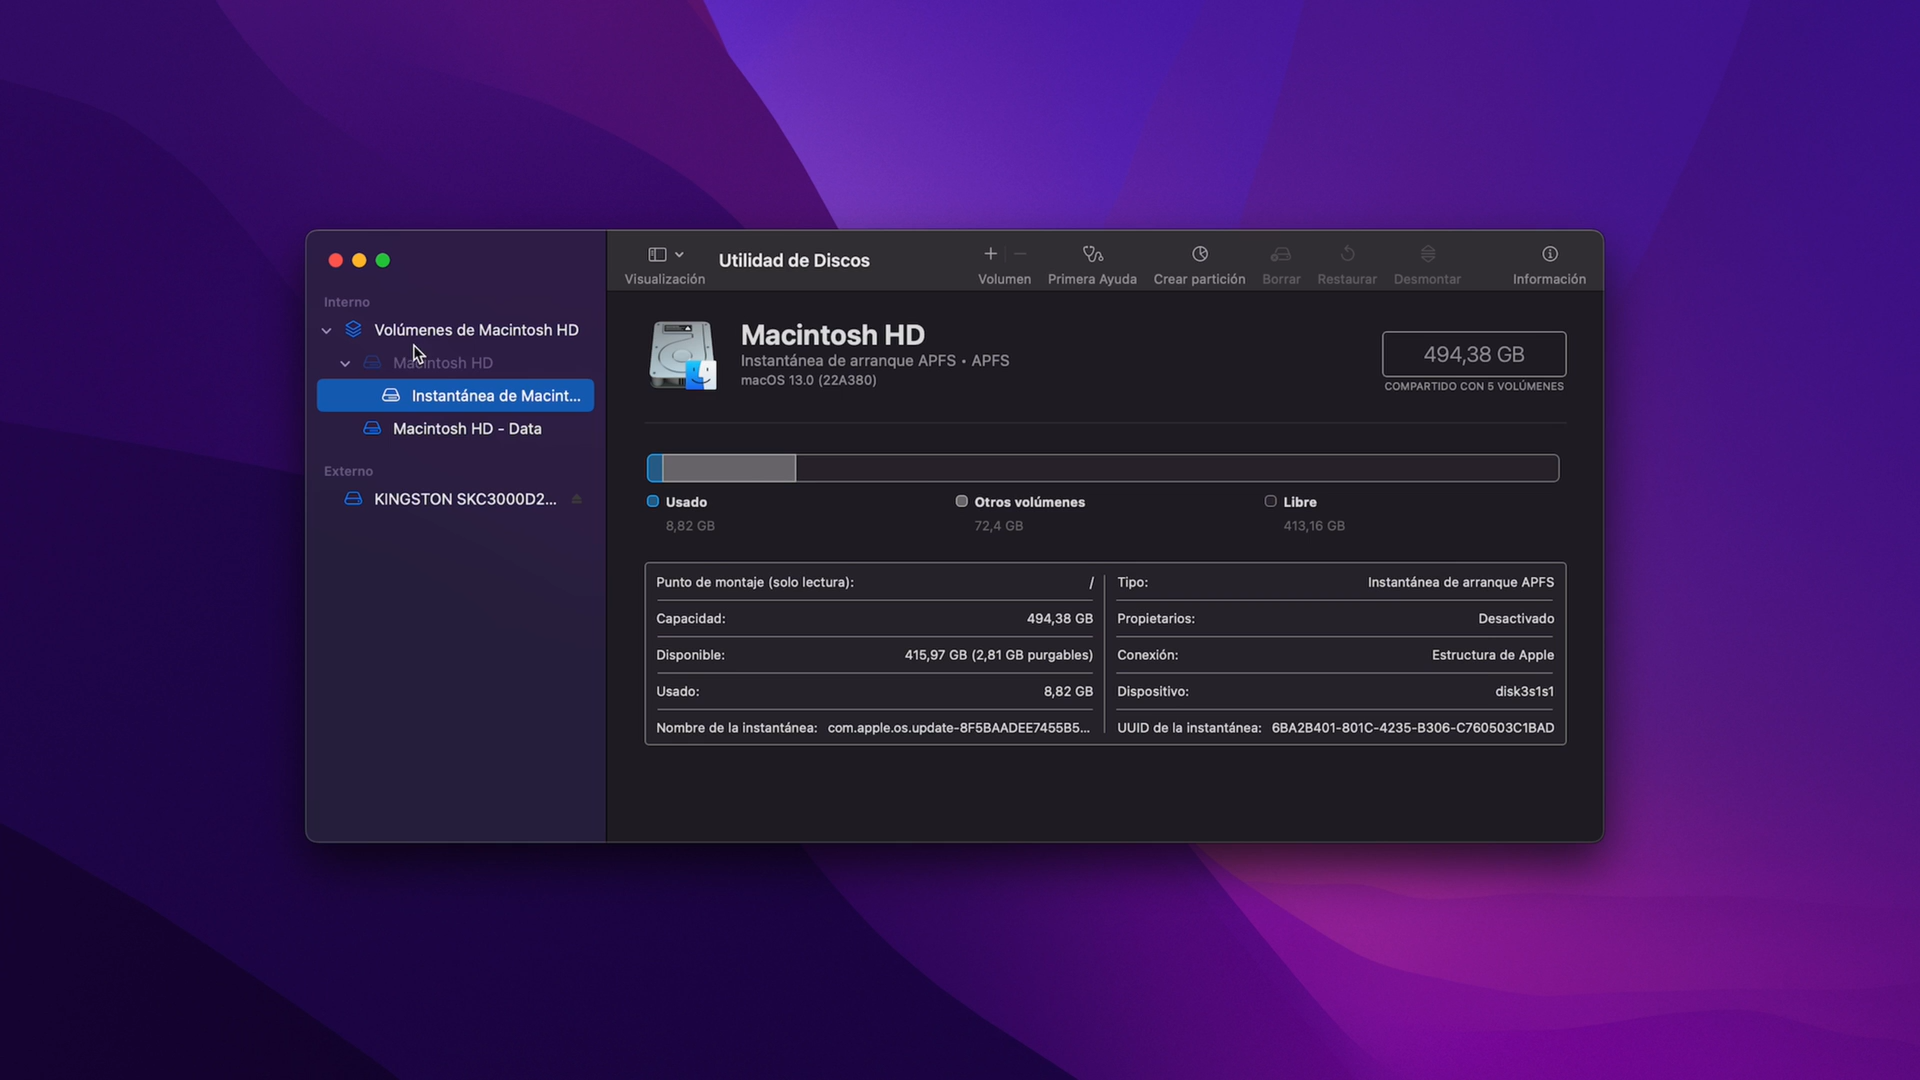 Interno
Volúmenes de Macintosh HD
Macintosh HD
Instantánea de Macint...
Macintosh HD - Data
Externo
KINGSTON SKC3000D2...
Visualización
Utilidad de Discos
Volumen
Primera Ayuda
Crear partición
Borrar
Restaurar
Desmontar
Información
Macintosh HD
Instantánea de arranque APFS • APFS
macOS 13.0 (22A380)
494,38 GB
COMPARTIDO CON 5 VOLÚMENES
Usado
8,82 GB
Otros volúmenes
72,4 GB
Libre
413,16 GB
Punto de montaje (solo lectura): /
Capacidad: 494,38 GB
Disponible: 415,97 GB (2,81 GB purgables)
Usado: 8,82 GB
Nombre de la instantánea: com.apple.os.update-8F5BAADEE7455B5...
Tipo: Instantánea de arranque APFS
Propietarios: Desactivado
Conexión: Estructura de Apple
Dispositivo: disk3s1s1
UUID de la instantánea: 6BA2B401-801C-4235-B306-C760503C1BAD